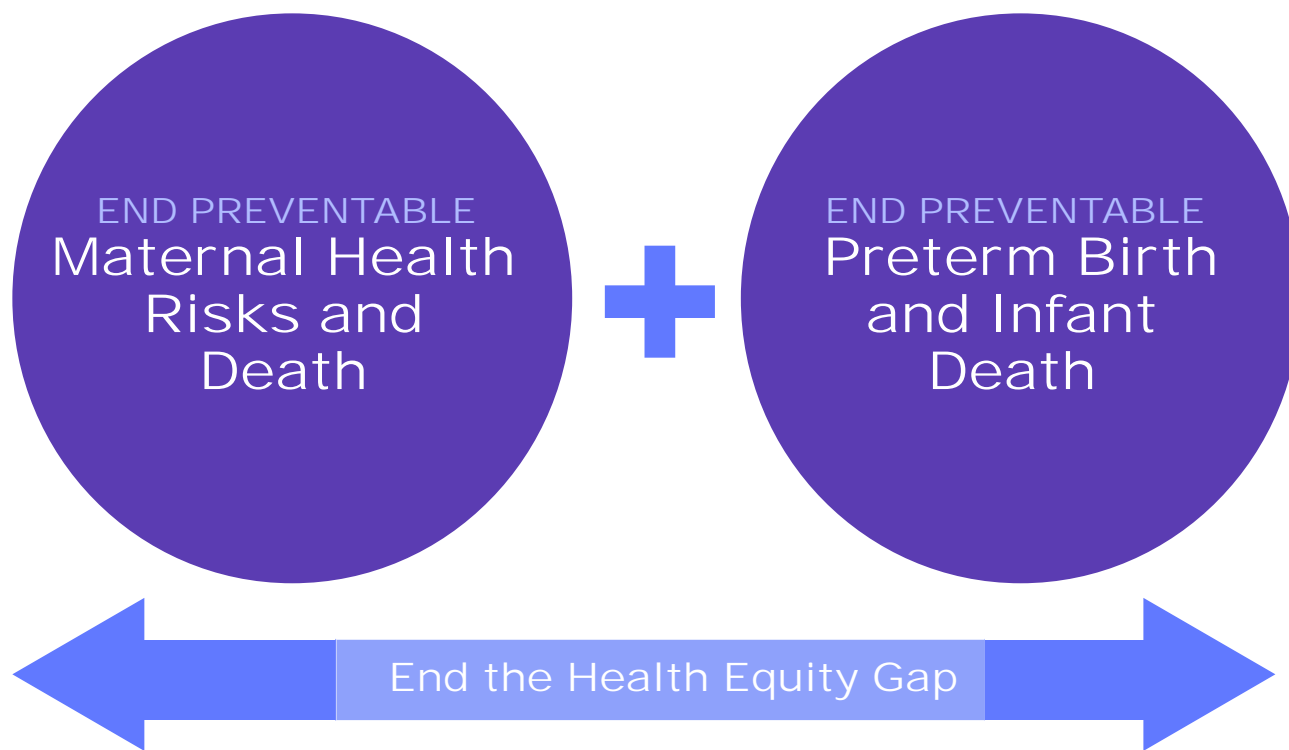 END PREVENTABLE
Maternal Health
Risks and
Death
END PREVENTABLE
Preterm Birth
and Infant
Death
End the Health Equity Gap